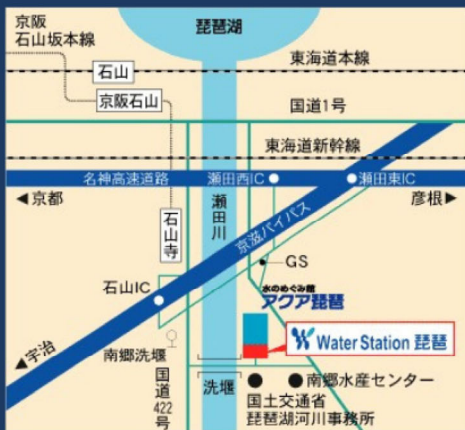 京阪
石山坂本線
琵琶湖
東海道本線
石山
京阪石山
国道1号
東海道新幹線
名神高速道路
瀬田西IC
瀬田東IC
◀京都
彦根▶
瀬田川
京滋バイパス
石山寺
GS
石山IC
水のめぐみ館
アクア琵琶
Water Station 琵琶
◀宇治
南郷洗堰
国道422号
洗堰
南郷水産センター
国土交通省
琵琶湖河川事務所